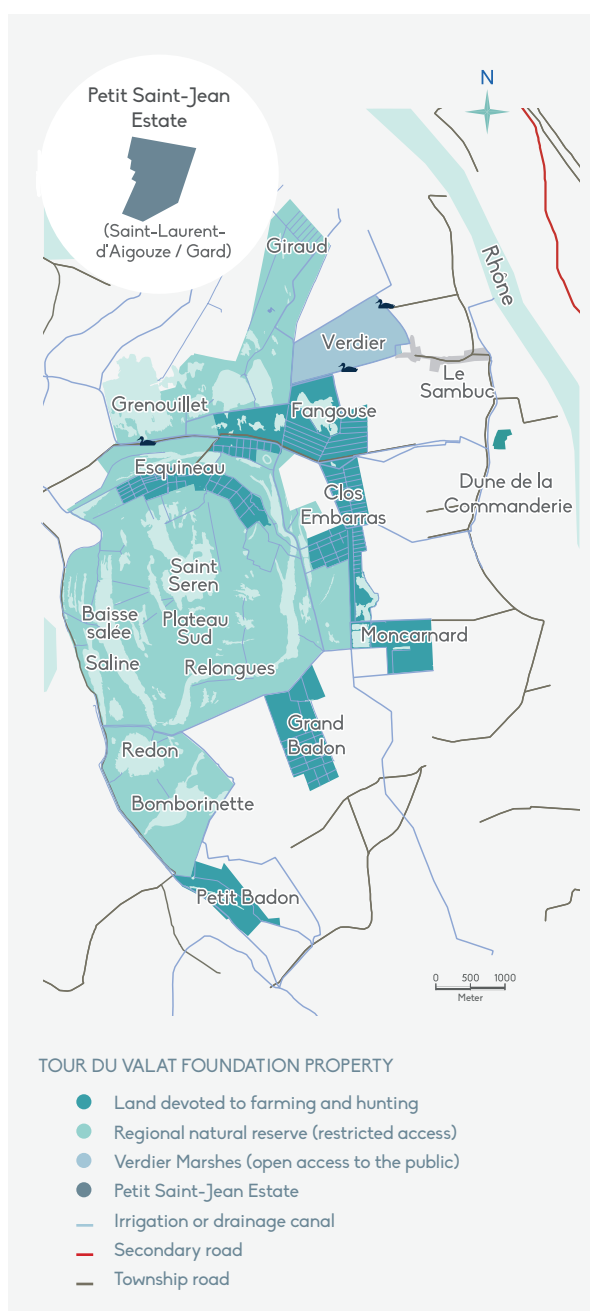 N
Petit Saint-Jean
Estate
(Saint-Laurent-
d'Aigouze / Gard)
Giraud
Rhône
Verdier
Le
Sambuc
Grenouillet
Fangouse
Esquineau
Clos
Embarras
Dune de la
Commanderie
Saint
Seren
Baisse
salée
Plateau
Sud
Moncarnard
Saline
Relongues
Grand
Badon
Redon
Bomborinette
Petit Badon
0 500 1000
Meter
TOUR DU VALAT FOUNDATION PROPERTY
Land devoted to farming and hunting
Regional natural reserve (restricted access)
Verdier Marshes (open access to the public)
Petit Saint-Jean Estate
Irrigation or drainage canal
Secondary road
Township road